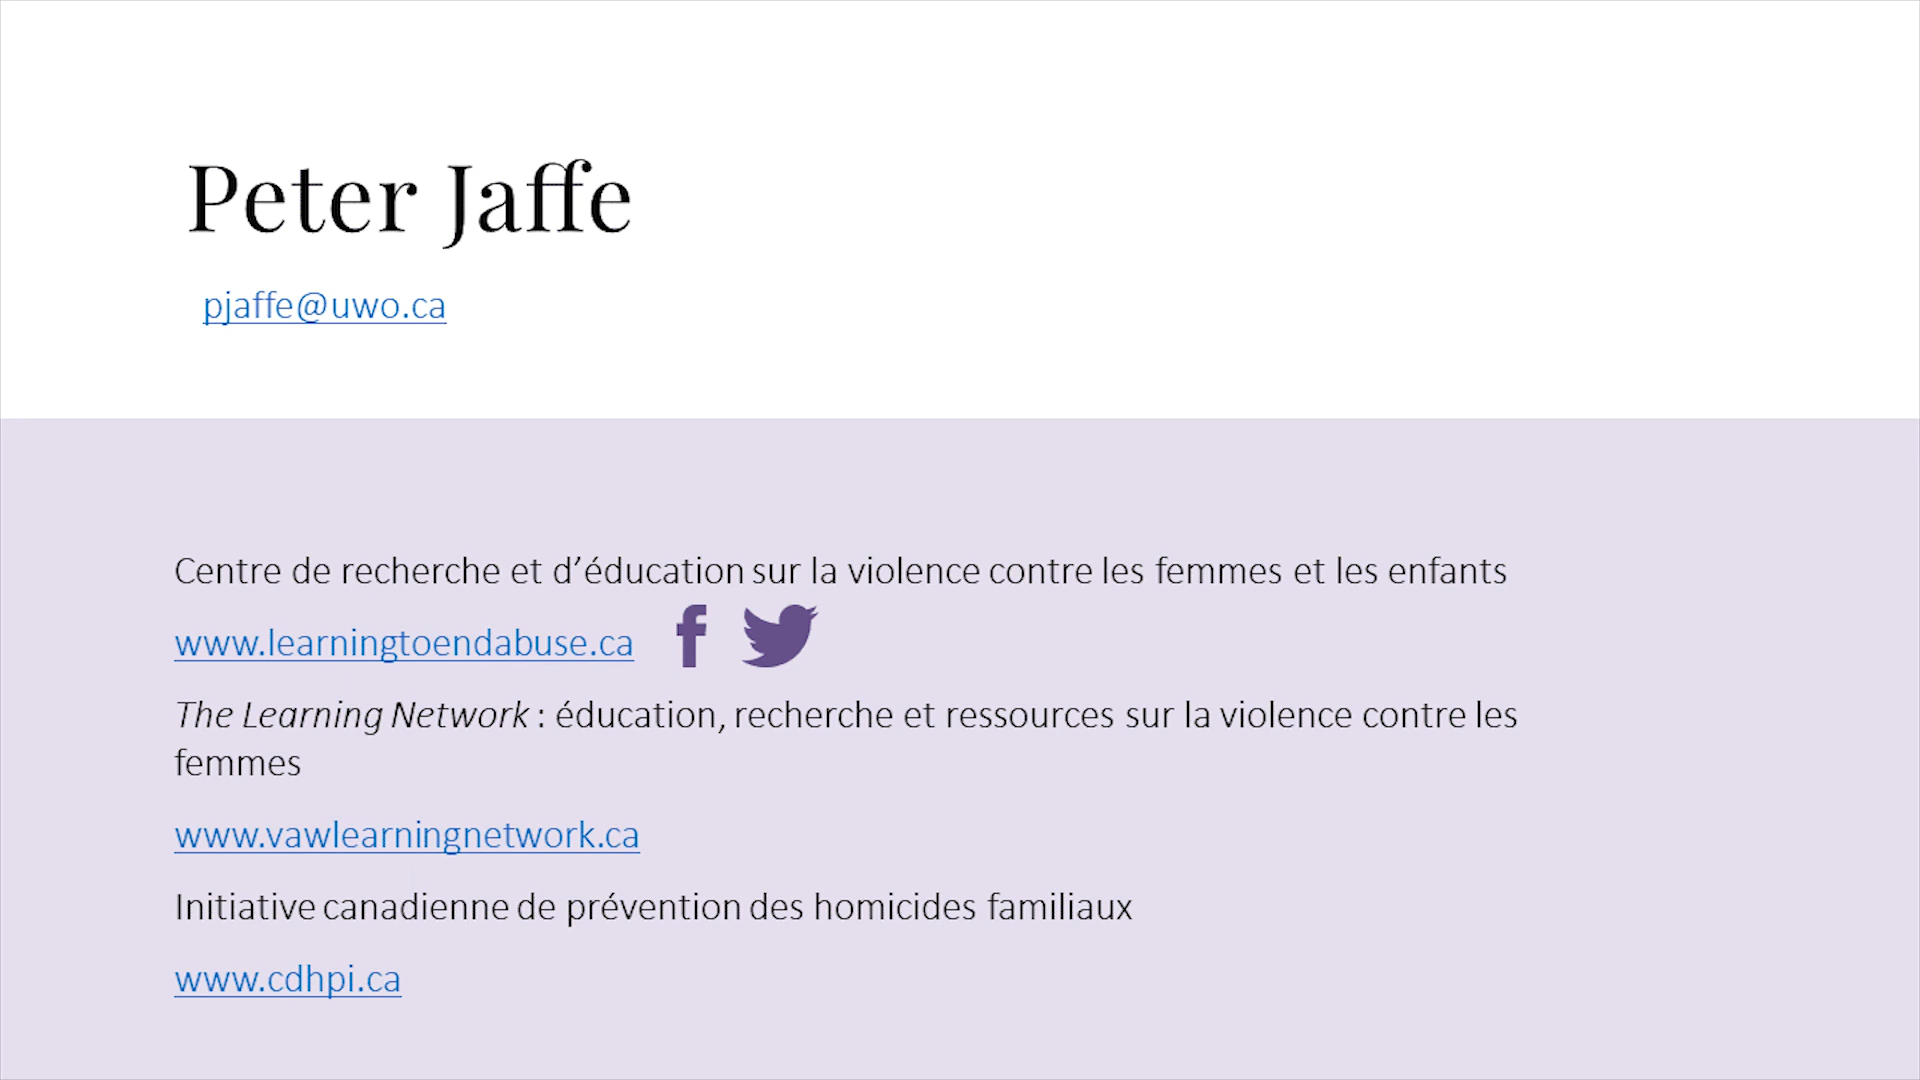 Peter Jaffe
pjaffe@uwo.ca
Centre de recherche et d’éducation sur la violence contre les femmes et les enfants
www.learningtoendabuse.ca
The Learning Network : éducation, recherche et ressources sur la violence contre les
femmes
www.vawlearningnetwork.ca
Initiative canadienne de prévention des homicides familiaux
www.cdhpi.ca